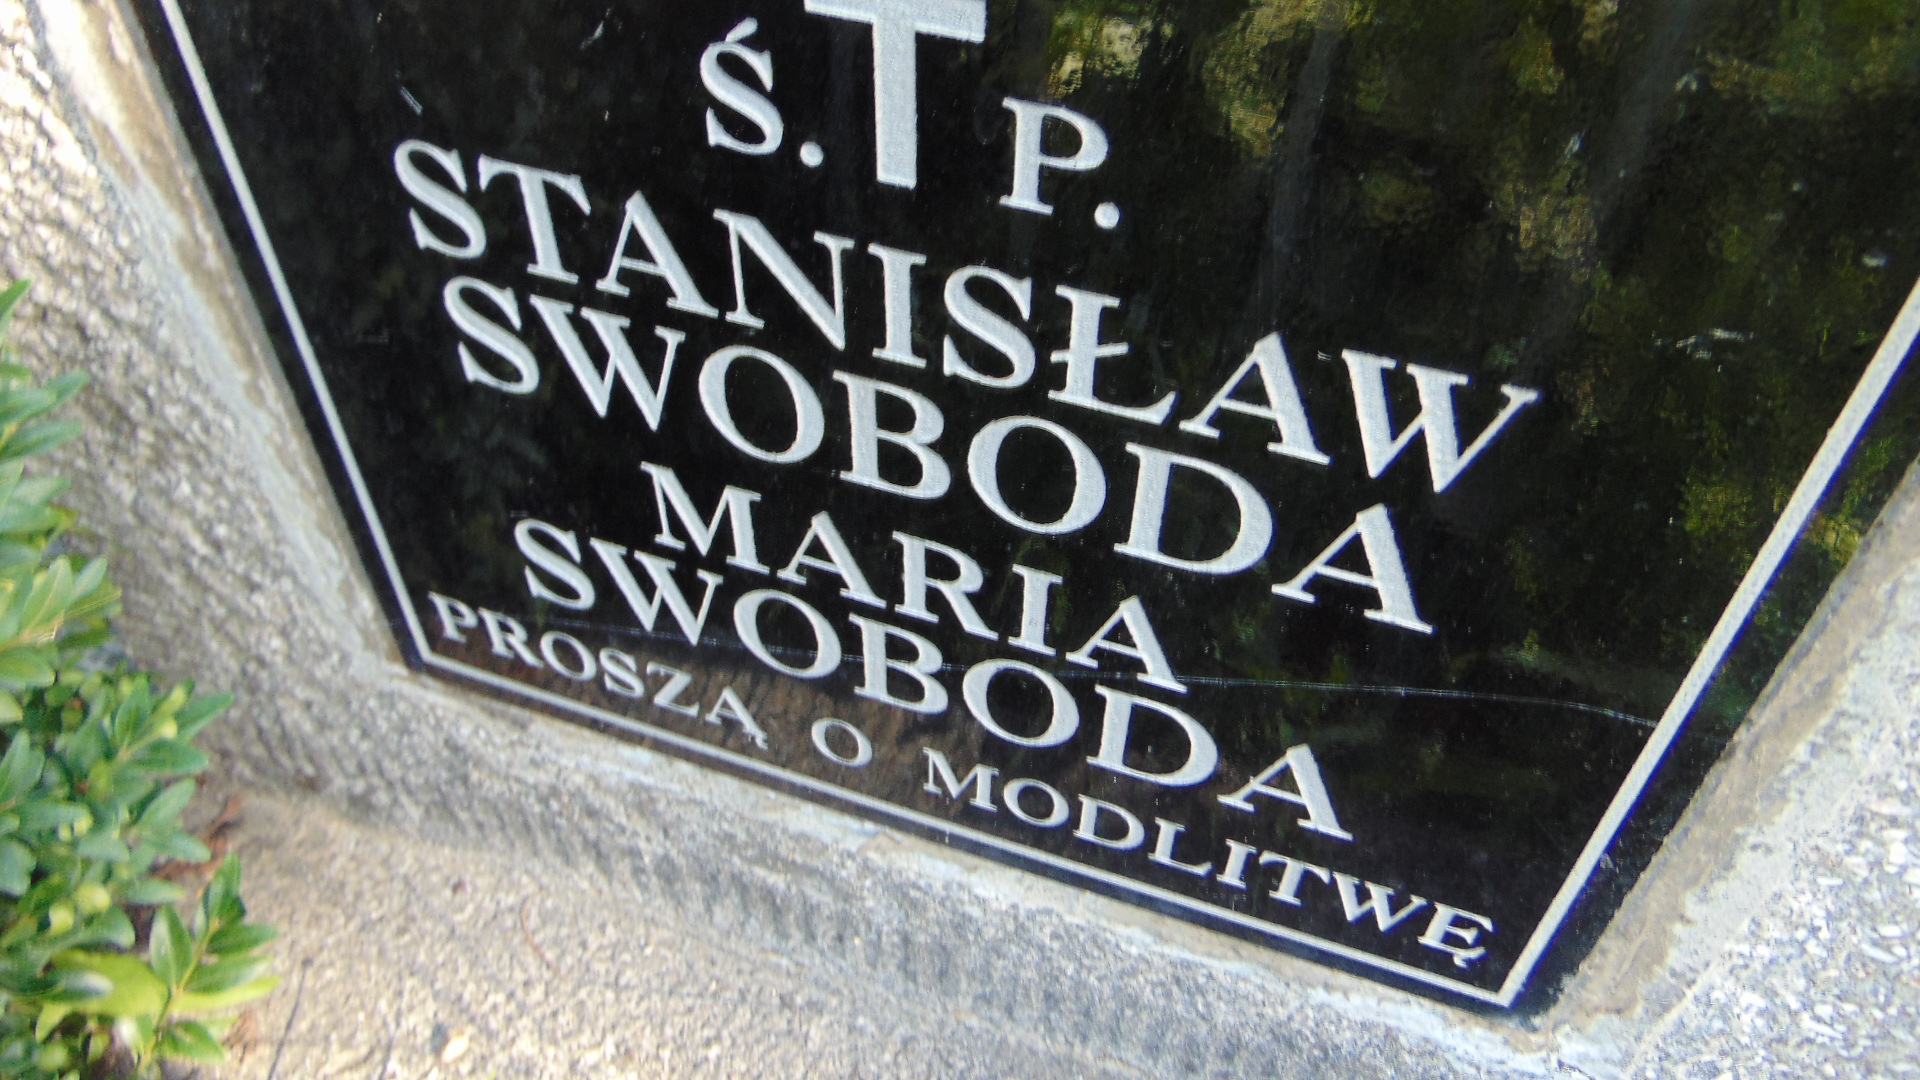 Ś. P.
STANISŁAW
SWOBODA
MARIA
SWOBODA
PROSZĄ O MODLITWĘ